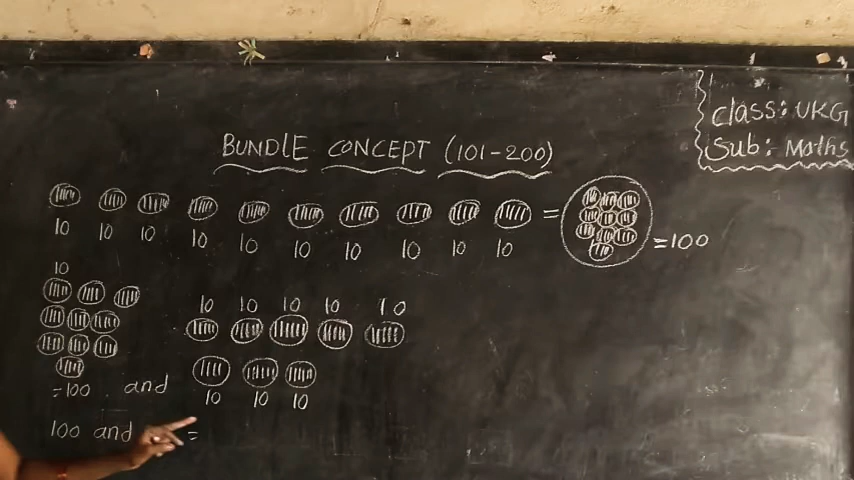 class: UKG
Sub:- Maths
BUNDLE CONCEPT (101-200)
10 10 10 10 10 10 10 10 10 10 = =100
10
10 10 10 10 10
=100 and 10 10 10
100 and =